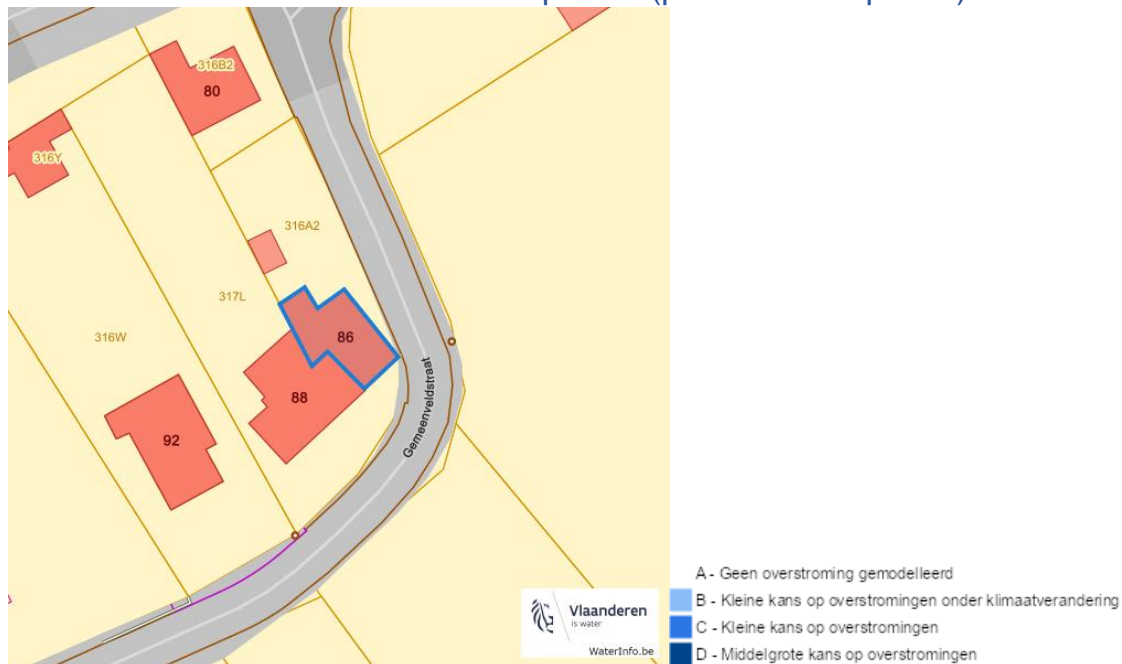 316B2
80
316Y
316A2
317L
316W
86
88
92
Gemeenveldstraat
Vlaanderen
is water
WaterInfo.be
A - Geen overstroming gemodelleerd
B - Kleine kans op overstromingen onder klimaatverandering
C - Kleine kans op overstromingen
D - Middelgrote kans op overstromingen